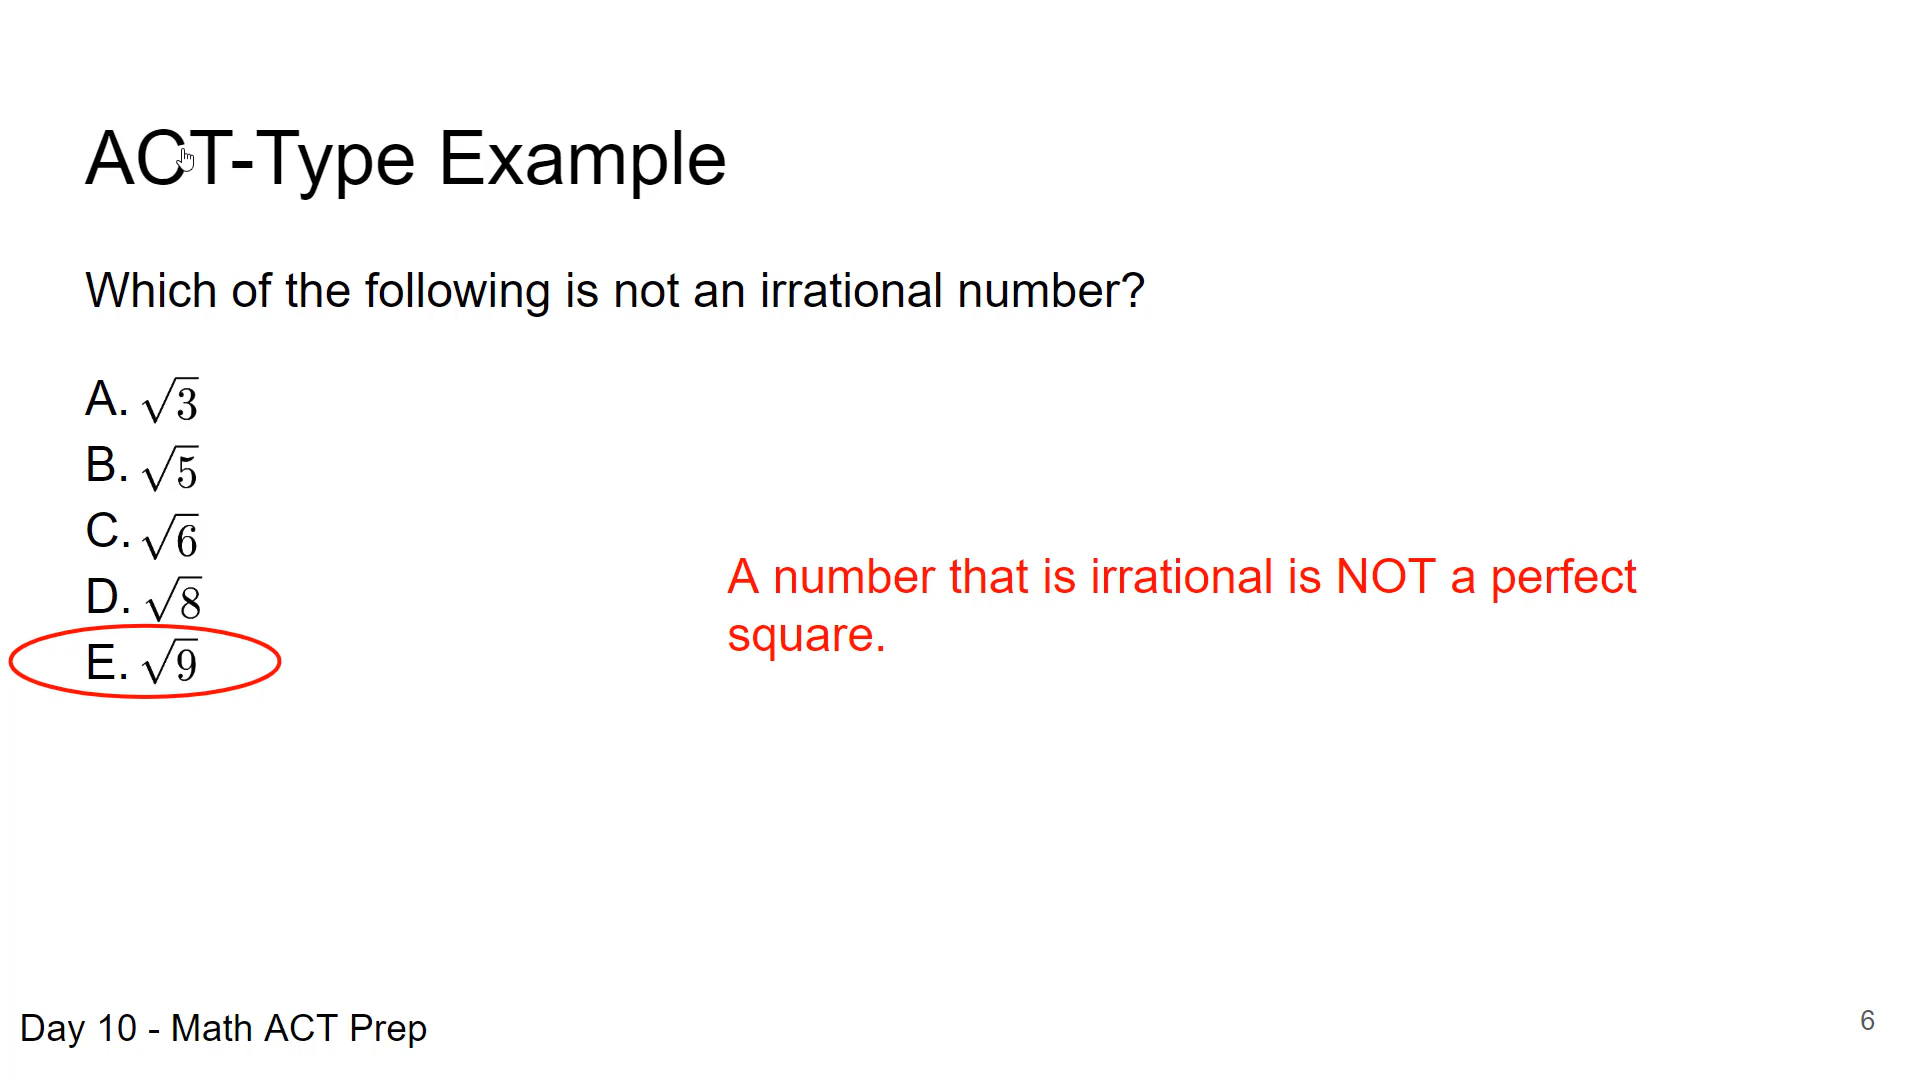 ACT-Type Example
Which of the following is not an irrational number?
A. √3
B. √5
C. √6
D. √8
E. √9
A number that is irrational is NOT a perfect
square.
Day 10 - Math ACT Prep
6